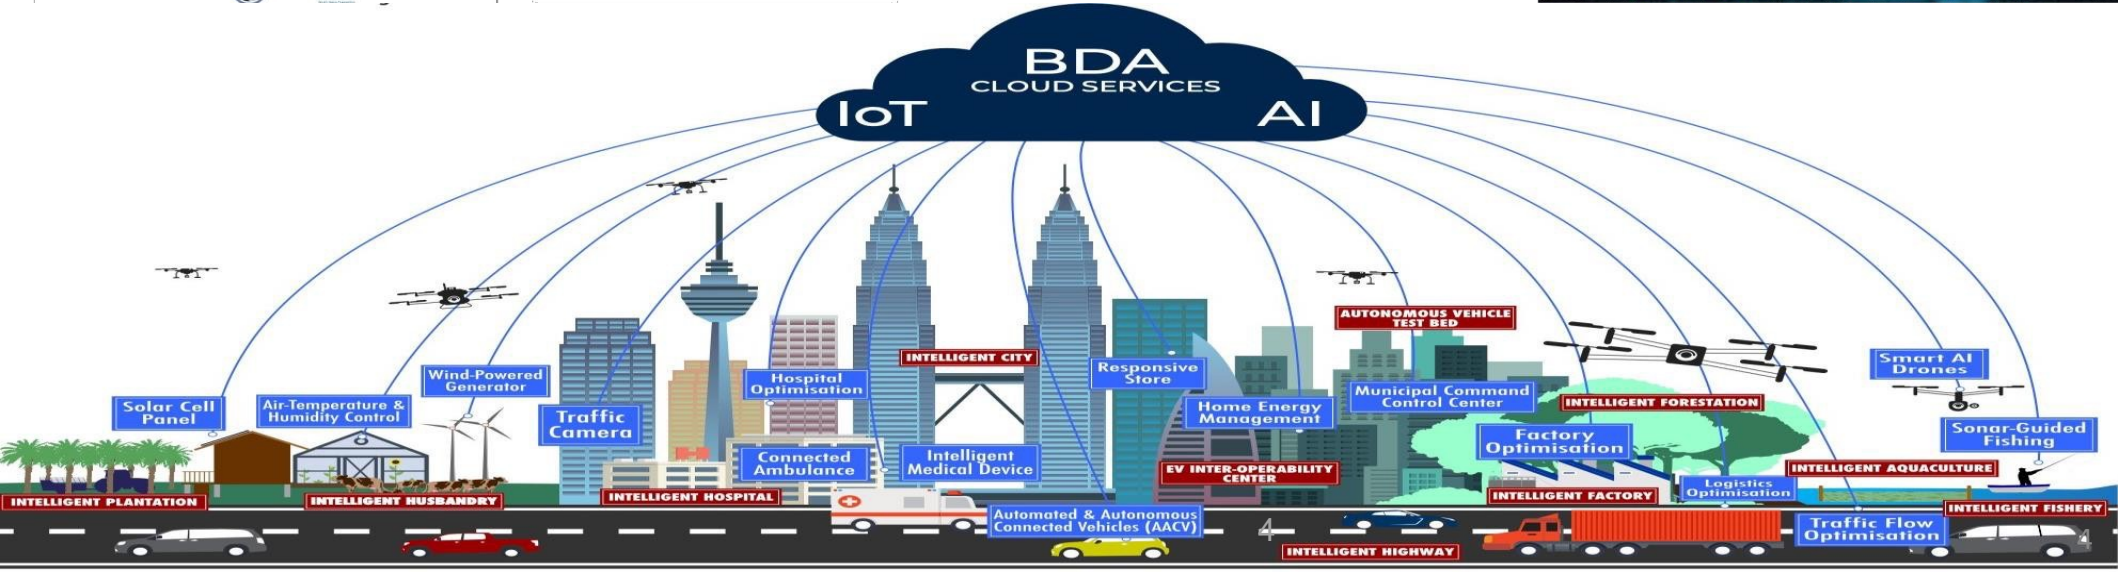 BDA
CLOUD SERVICES
IoT
AI
AUTONOMOUS VEHICLE
TEST BED
INTELLIGENT CITY
Responsive
Store
Smart AI
Drones
Wind-Powered
Generator
Hospital
Optimisation
Municipal Command
Control Center
Solar Cell
Panel
Air-Temperature &
Humidity Control
Traffic
Camera
Home Energy
Management
INTELLIGENT FORESTATION
Factory
Optimisation
Sonar-Guided
Fishing
Connected
Ambulance
Intelligent
Medical Device
EV INTER-OPERABILITY
CENTER
INTELLIGENT AQUACULTURE
Logistics
Optimisation
INTELLIGENT PLANTATION
INTELLIGENT HUSBANDRY
INTELLIGENT HOSPITAL
INTELLIGENT FACTORY
INTELLIGENT FISHERY
Automated & Autonomous
Connected Vehicles (AACV)
4
Traffic Flow
Optimisation
4
INTELLIGENT HIGHWAY